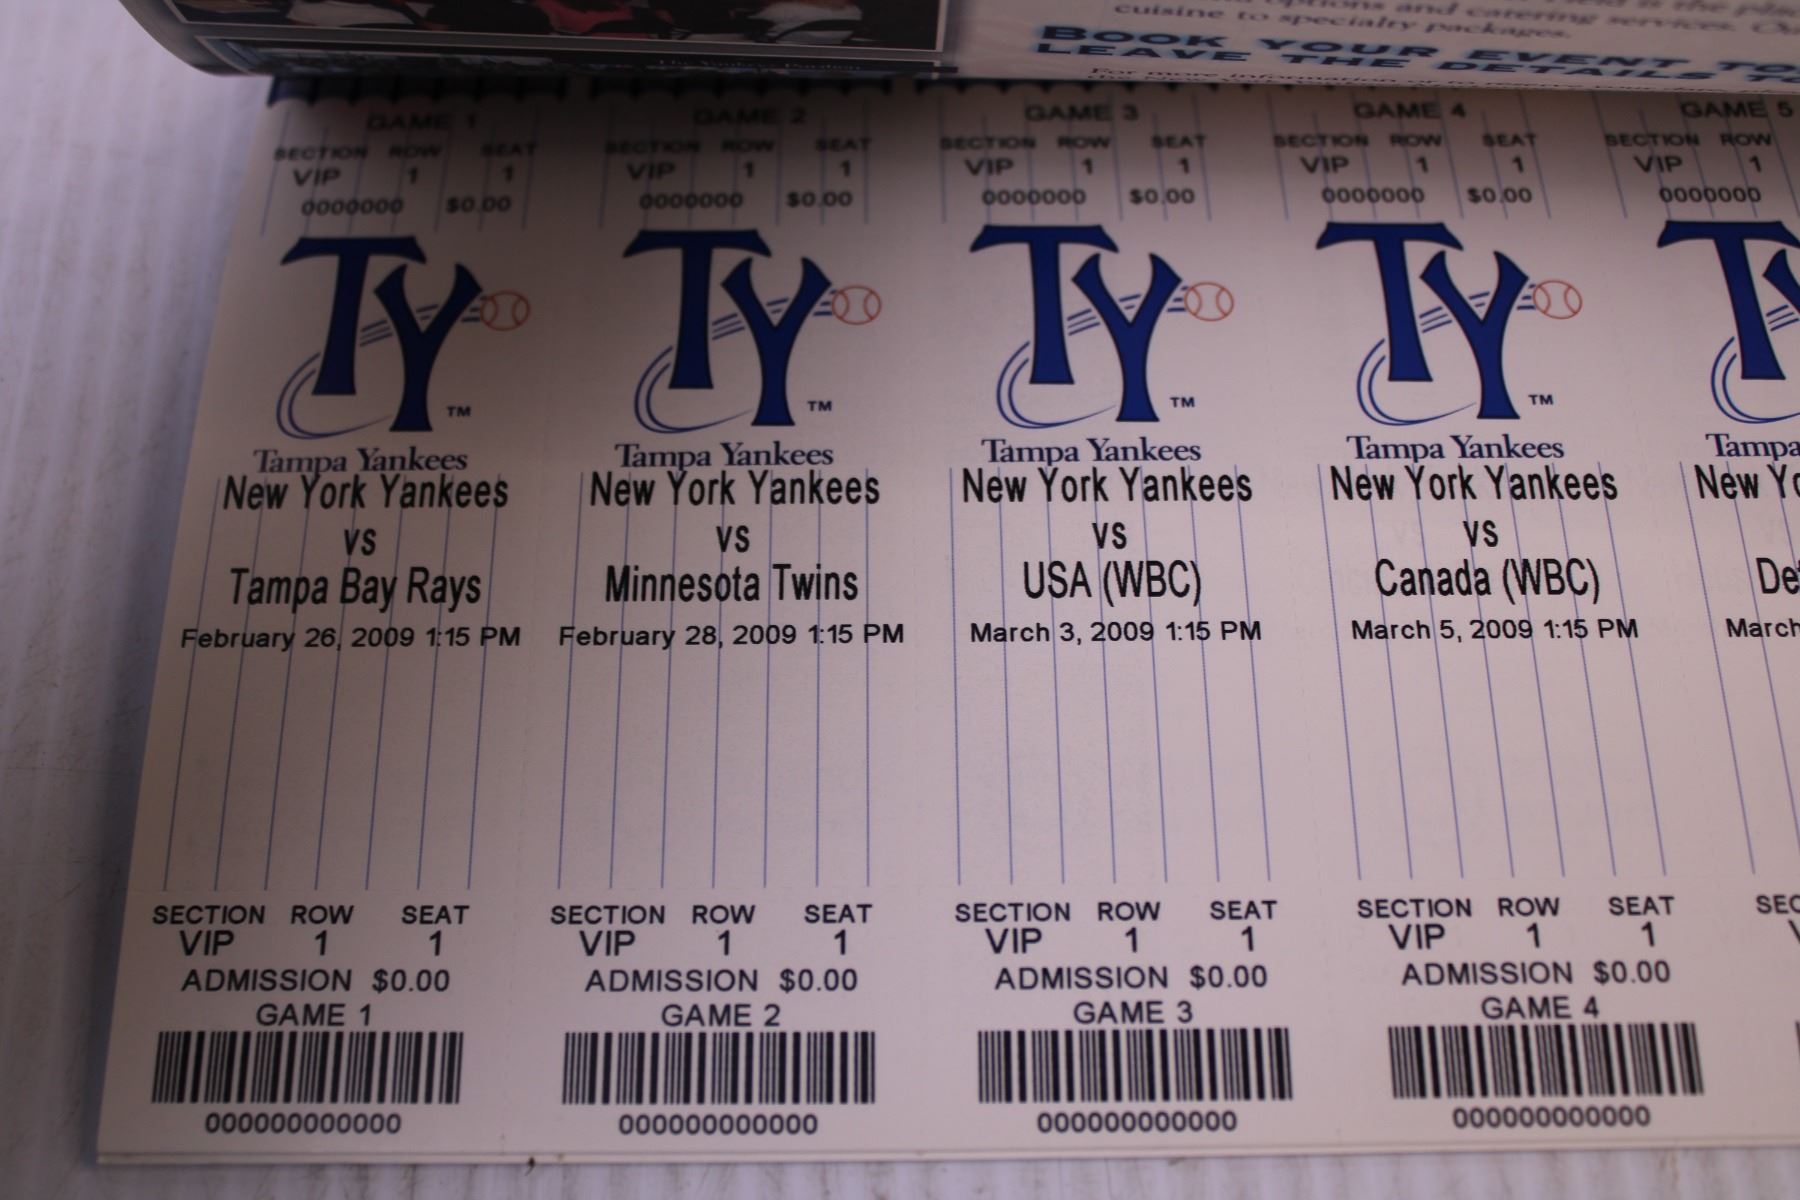 cuisine to specialty packages.
BOOK YOUR EVENT
LEAVE THE DETAILS
GAME 1
SECTION ROW SEAT
VIP 1 1
0000000 $0.00
TY
TM
Tampa Yankees
New York Yankees
vs
Tampa Bay Rays
February 26, 2009 1:15 PM
SECTION ROW SEAT
VIP 1 1
ADMISSION $0.00
GAME 1
000000000000
GAME 2
SECTION ROW SEAT
VIP 1 1
0000000 $0.00
TY
TM
Tampa Yankees
New York Yankees
vs
Minnesota Twins
February 28, 2009 1:15 PM
SECTION ROW SEAT
VIP 1 1
ADMISSION $0.00
GAME 2
000000000000
GAME 3
SECTION ROW SEAT
VIP 1 1
0000000 $0.00
TY
TM
Tampa Yankees
New York Yankees
vs
USA (WBC)
March 3, 2009 1:15 PM
SECTION ROW SEAT
VIP 1 1
ADMISSION $0.00
GAME 3
000000000000
GAME 4
SECTION ROW SEAT
VIP 1 1
0000000 $0.00
TY
TM
Tampa Yankees
New York Yankees
vs
Canada (WBC)
March 5, 2009 1:15 PM
SECTION ROW SEAT
VIP 1 1
ADMISSION $0.00
GAME 4
000000000000
GAME 5
SECTION ROW
VIP 1
0000000
Tampa
New
March